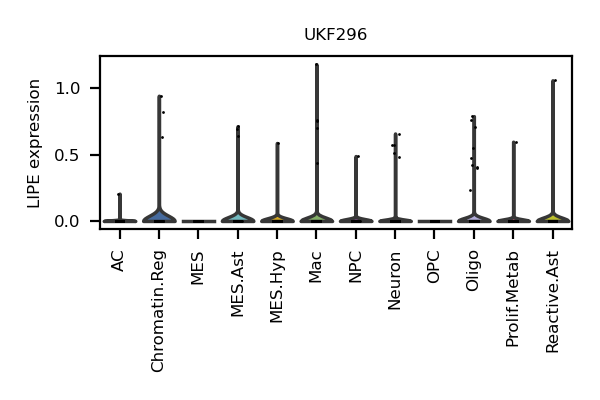 UKF296
LIPE expression
1.0
0.5
0.0
AC
Chromatin.Reg
MES
MES.Ast
MES.Hyp
Mac
NPC
Neuron
OPC
Oligo
Prolif.Metab
Reactive.Ast